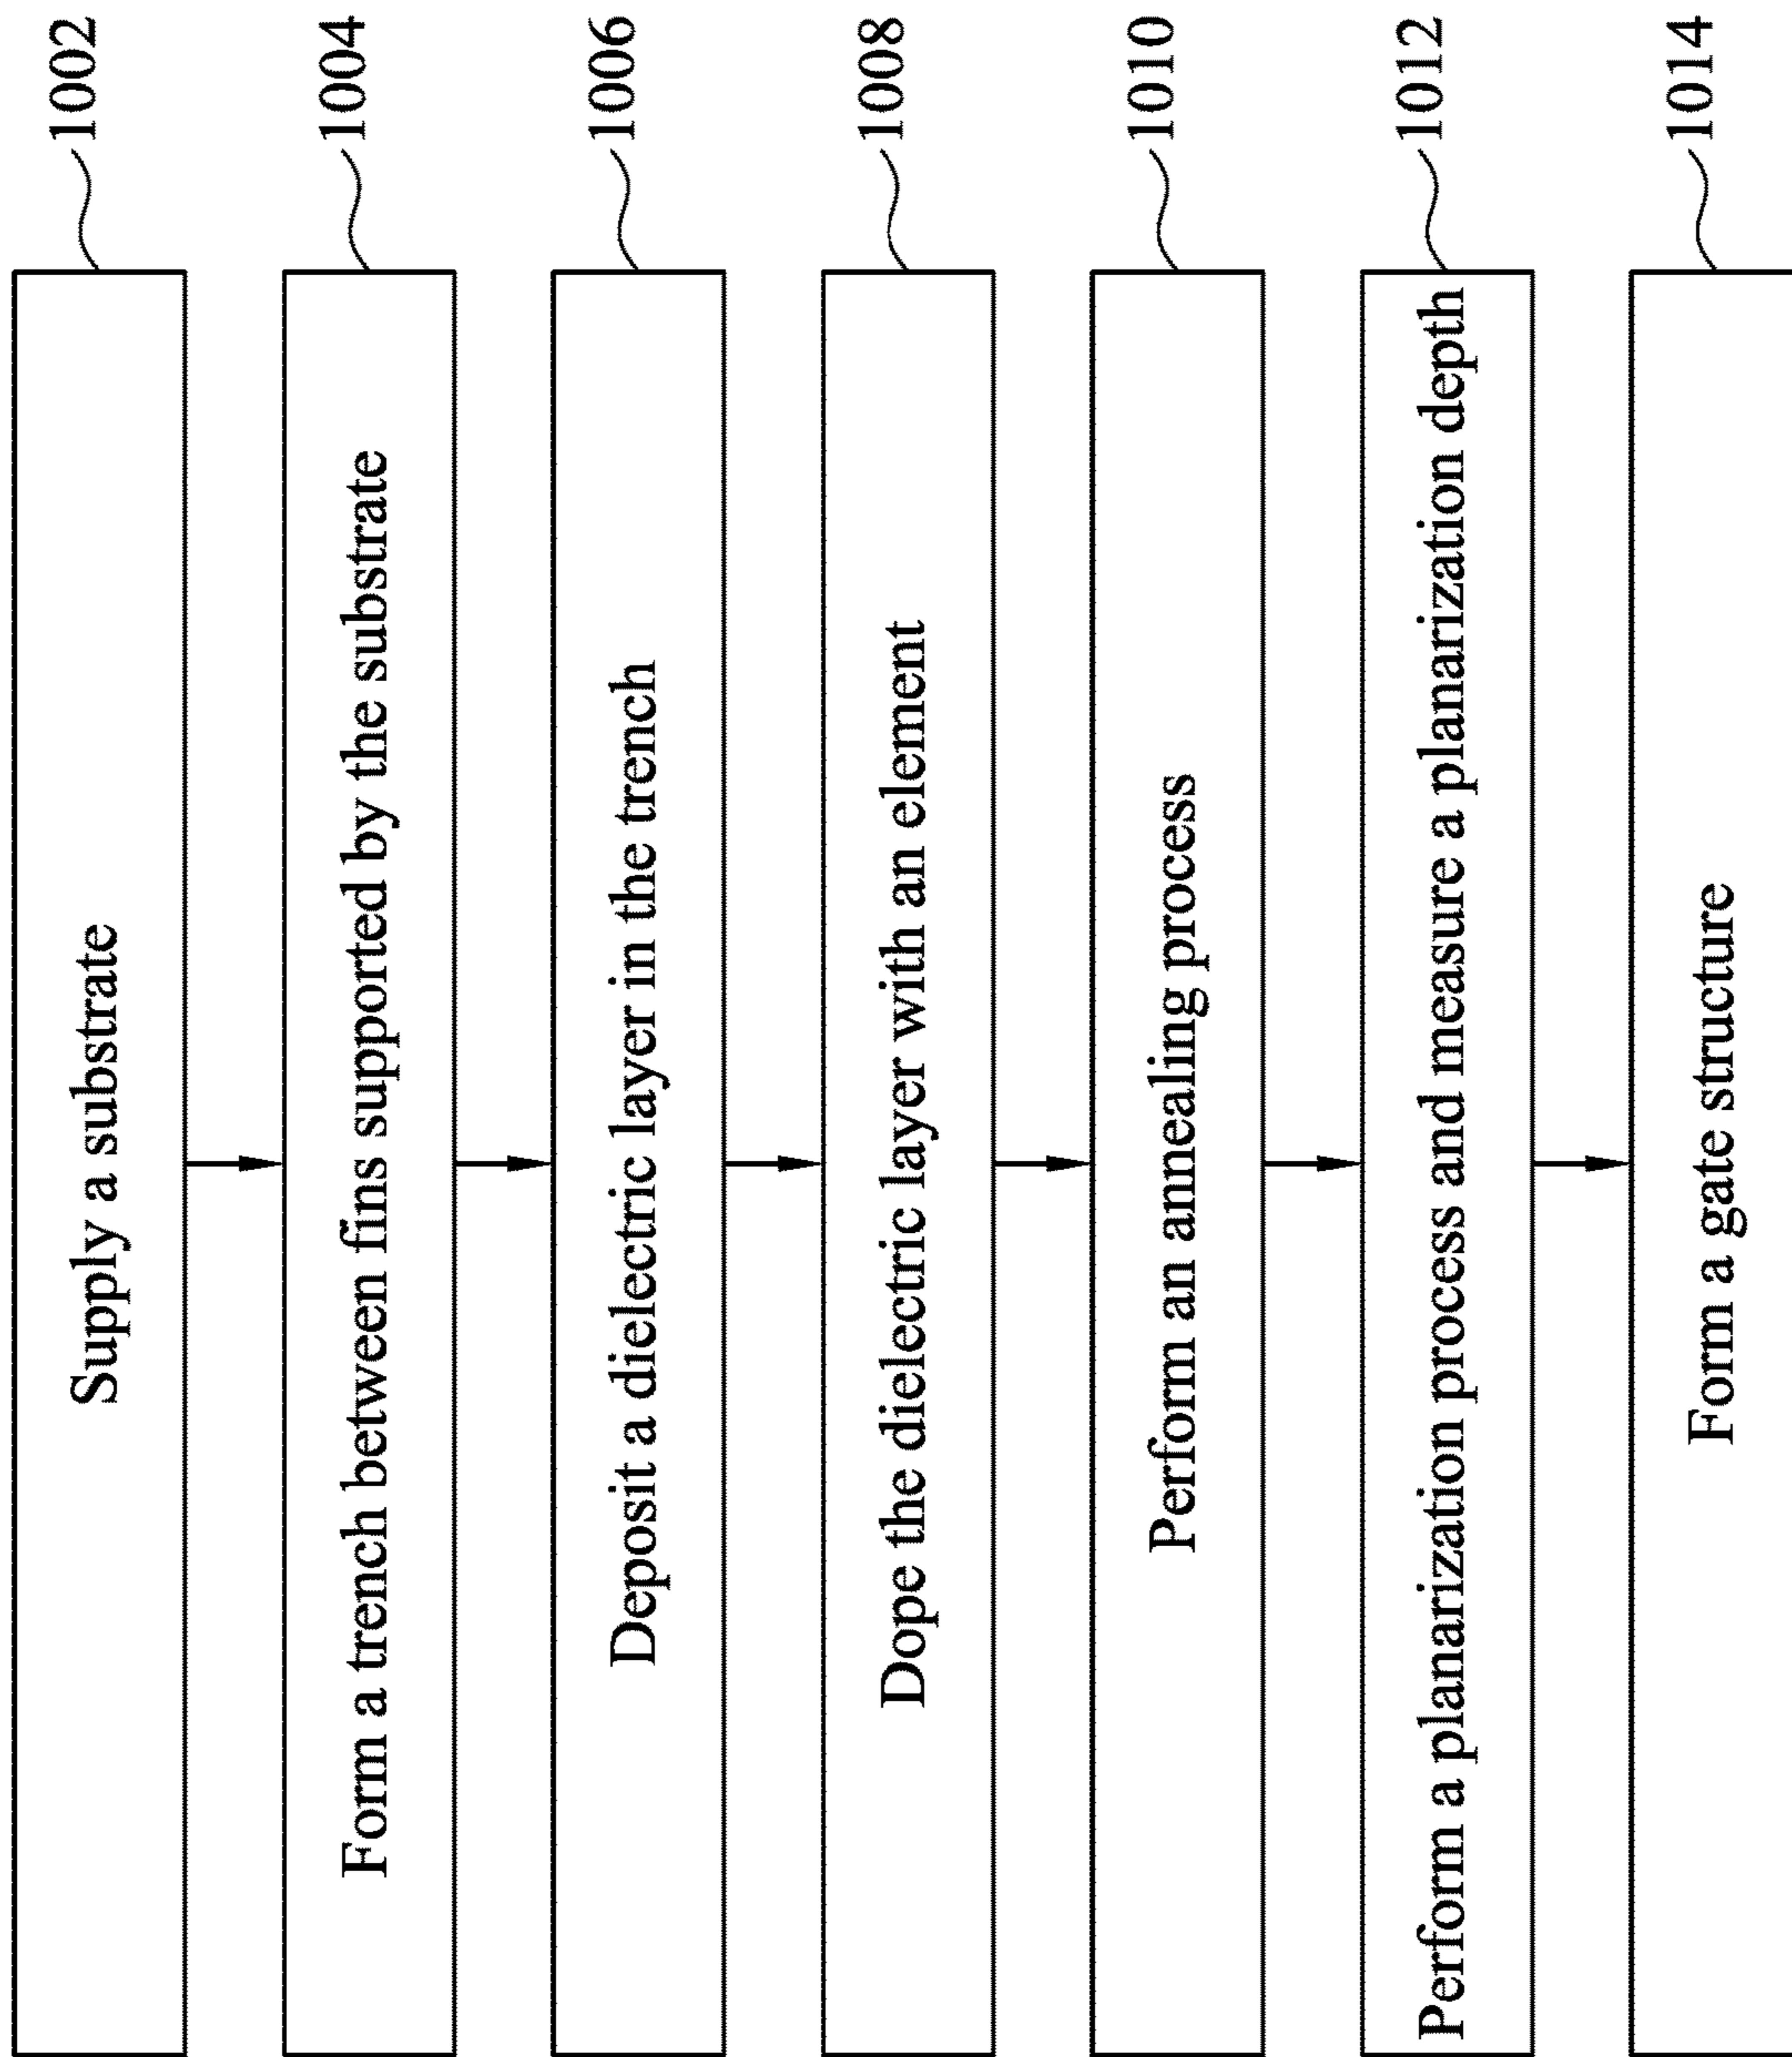 Supply a substrate
1002
Form a trench between fins supported by the substrate
1004
Deposit a dielectric layer in the trench
1006
Dope the dielectric layer with an element
1008
Perform an annealing process
1010
Perform a planarization process and measure a planarization depth
1012
Form a gate structure
1014